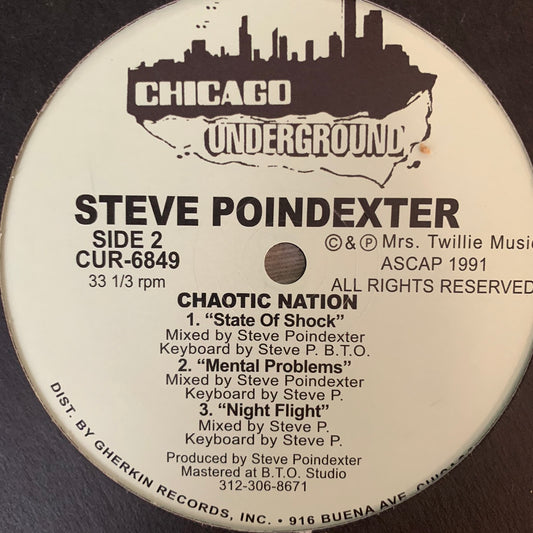 CHICAGO
UNDERGROUND
STEVE POINDEXTER
SIDE 2
CUR-6849
33 1/3 rpm
© & ℗ Mrs. Twillie Music
ASCAP 1991
ALL RIGHTS RESERVED
CHAOTIC NATION
1. “State Of Shock”
Mixed by Steve Poindexter
Keyboard by Steve P. B.T.O.
2. “Mental Problems”
Mixed by Steve Poindexter
Keyboard by Steve P.
3. “Night Flight”
Mixed by Steve P.
Keyboard by Steve P.
Produced by Steve Poindexter
Mastered at B.T.O. Studio
312-306-8671
DIST. BY GHERKIN RECORDS, INC. • 916 BUENA AVE, CHICAGO